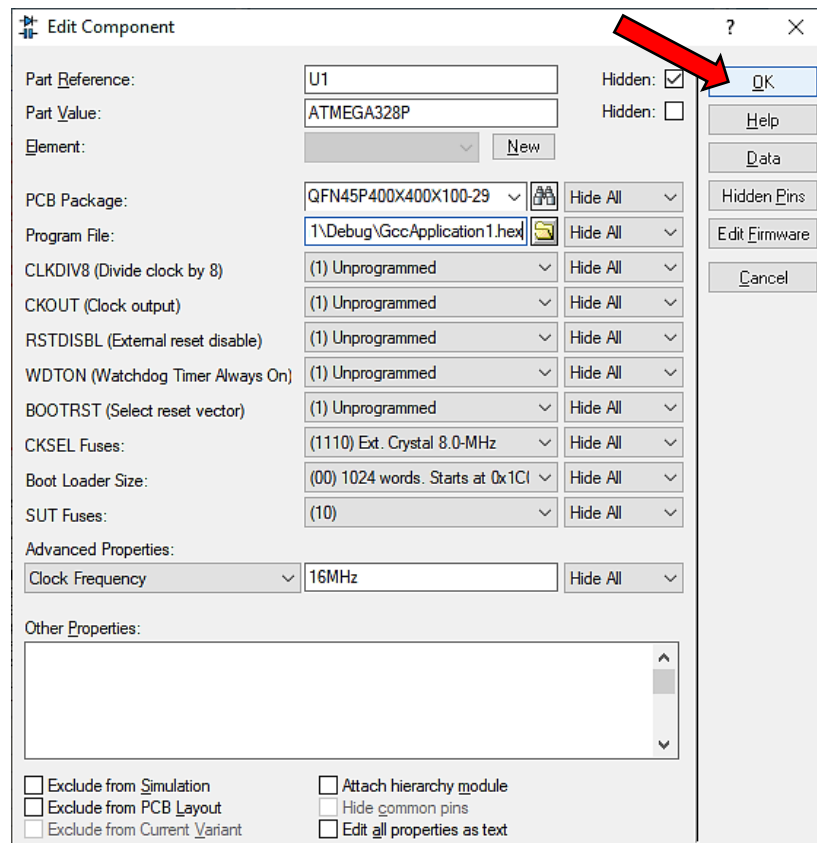 Edit Component ?
Part Reference: U1 Hidden: OK
Part Value: ATMEGA328P Hidden: Help
Element: New Data
PCB Package: QFN45P400X400X100-29 Hide All Hidden Pins
Program File: 1\Debug\GccApplication1.hex Hide All Edit Firmware
CLKDIV8 (Divide clock by 8) (1) Unprogrammed Hide All Cancel
CKOUT (Clock output) (1) Unprogrammed Hide All
RSTDISBL (External reset disable) (1) Unprogrammed Hide All
WDTON (Watchdog Timer Always On) (1) Unprogrammed Hide All
BOOTRST (Select reset vector) (1) Unprogrammed Hide All
CKSEL Fuses: (1110) Ext. Crystal 8.0-MHz Hide All
Boot Loader Size: (00) 1024 words. Starts at 0x1C( Hide All
SUT Fuses: (10) Hide All
Advanced Properties:
Clock Frequency 16MHz Hide All
Other Properties:
Exclude from Simulation Attach hierarchy module
Exclude from PCB Layout Hide common pins
Exclude from Current Variant Edit all properties as text